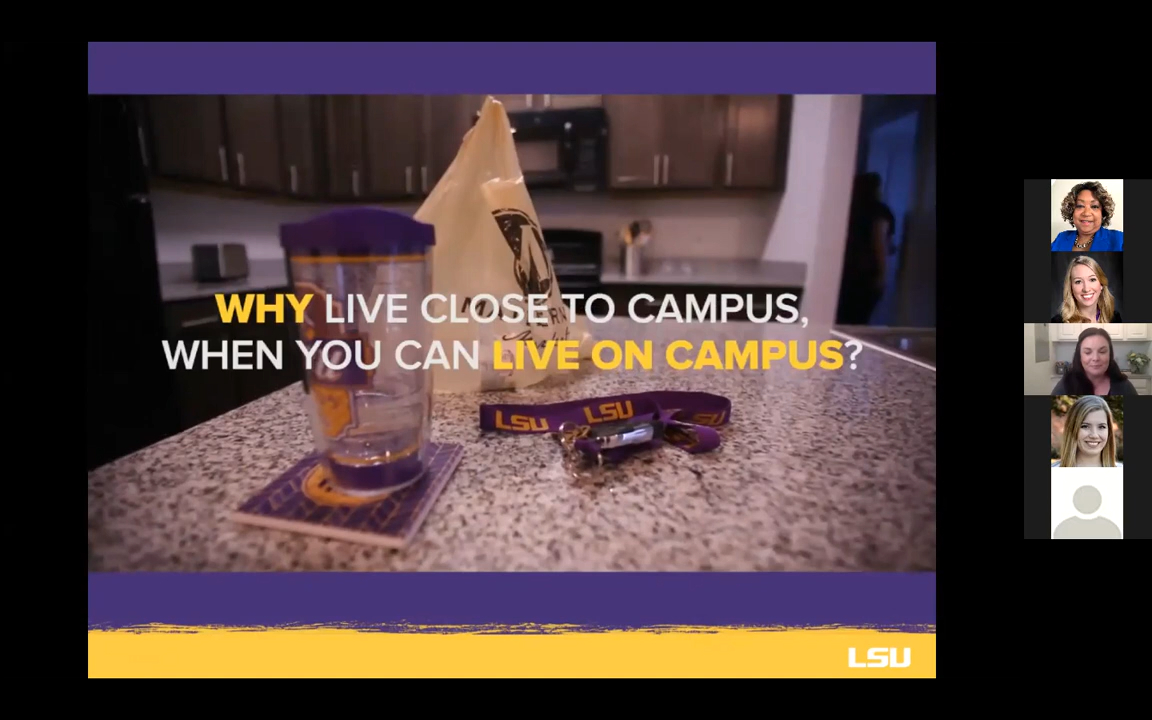 WHY LIVE CLOSE TO CAMPUS,
WHEN YOU CAN LIVE ON CAMPUS?
LSU LSU LSU
LSU